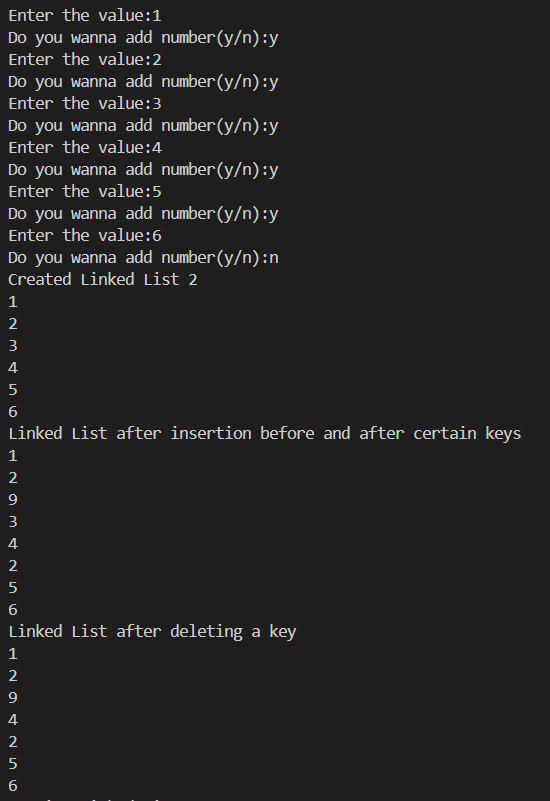 Enter the value:1
Do you wanna add number(y/n):y
Enter the value:2
Do you wanna add number(y/n):y
Enter the value:3
Do you wanna add number(y/n):y
Enter the value:4
Do you wanna add number(y/n):y
Enter the value:5
Do you wanna add number(y/n):y
Enter the value:6
Do you wanna add number(y/n):n
Created Linked List 2
1
2
3
4
5
6
Linked List after insertion before and after certain keys
1
2
9
3
4
2
5
6
Linked List after deleting a key
1
2
9
4
2
5
6